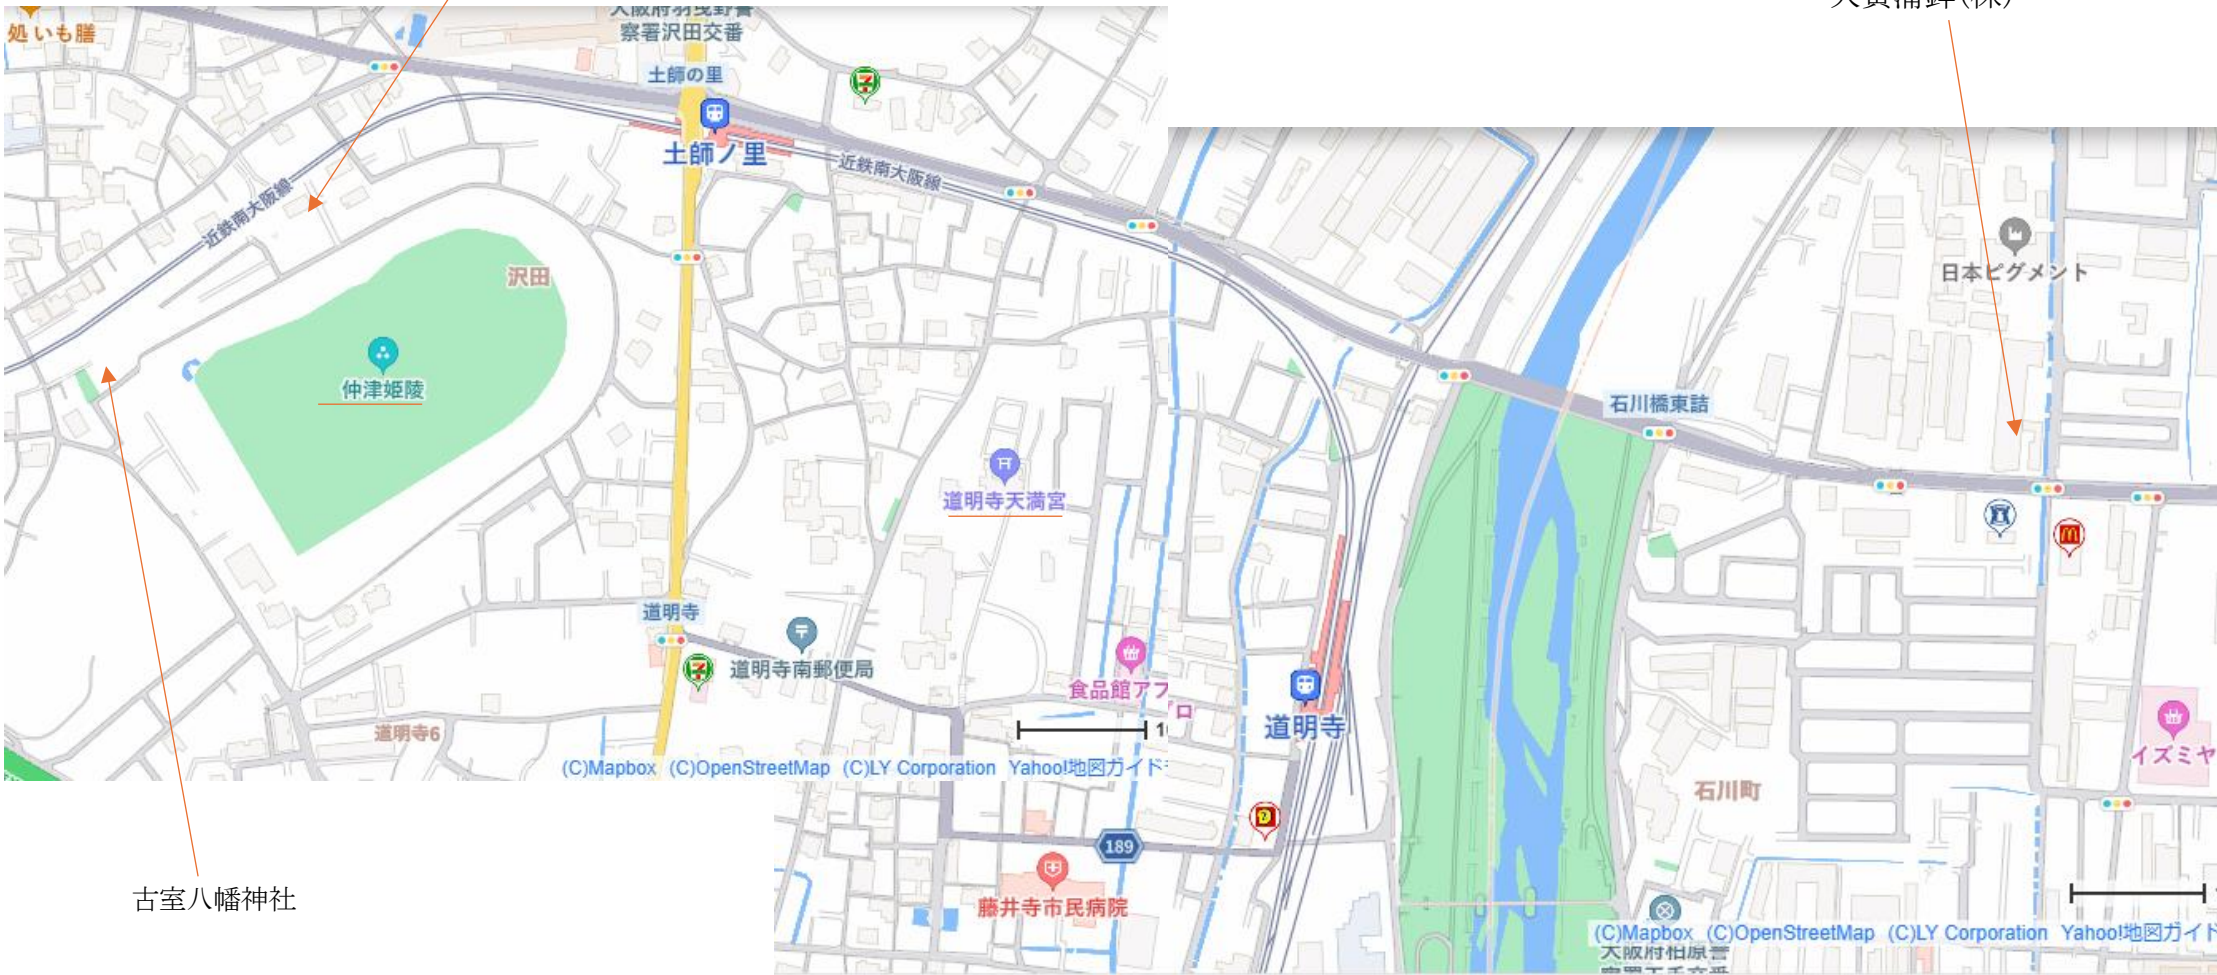 処 いも膳
察署沢田交番
土師の里
土師ノ里
近鉄南大阪線
近鉄南大阪線
沢田
仲津姫陵
道明寺天満宮
道明寺
道明寺南郵便局
食品館アプロ
道明寺6
(C)Mapbox (C)OpenStreetMap (C)LY Corporation Yahoo!地図ガイド
古室八幡神社
日本ピグメント
石川橋東詰
道明寺
イズミヤ
石川町
189
藤井寺市民病院
(C)Mapbox (C)OpenStreetMap (C)LY Corporation Yahoo!地図ガイド